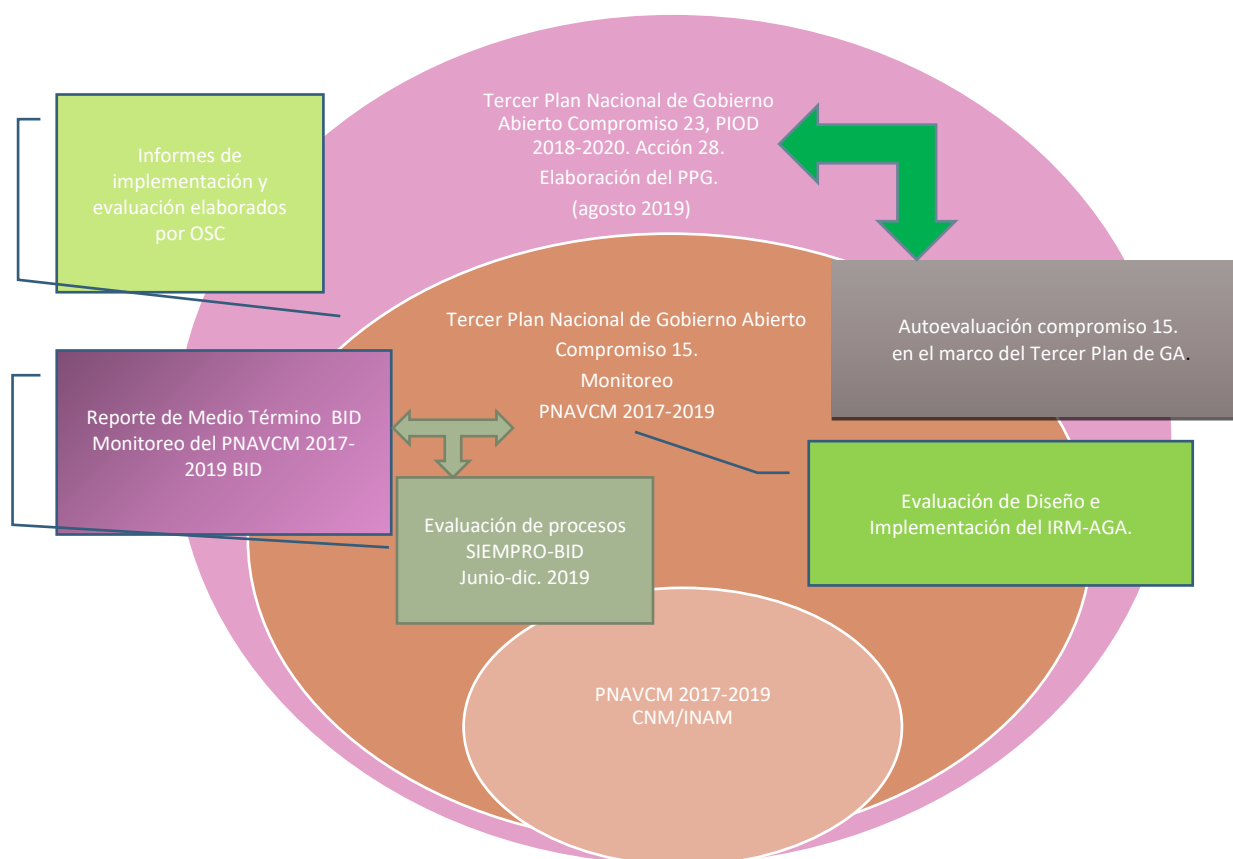 Tercer Plan Nacional de Gobierno
Abierto Compromiso 23, PIOD
2018-2020. Acción 28.
Elaboración del PPG.
(agosto 2019)
Informes de
implementación y
evaluación elaborados
por OSC
Autoevaluación compromiso 15.
en el marco del Tercer Plan de GA.
Tercer Plan Nacional de Gobierno Abierto
Compromiso 15.
Monitoreo
PNAVCM 2017-2019
Reporte de Medio Término BID
Monitoreo del PNAVCM 2017-
2019 BID
Evaluación de procesos
SIEMPRO-BID
Junio-dic. 2019
Evaluación de Diseño e
Implementación del IRM-AGA.
PNAVCM 2017-2019
CNM/INAM